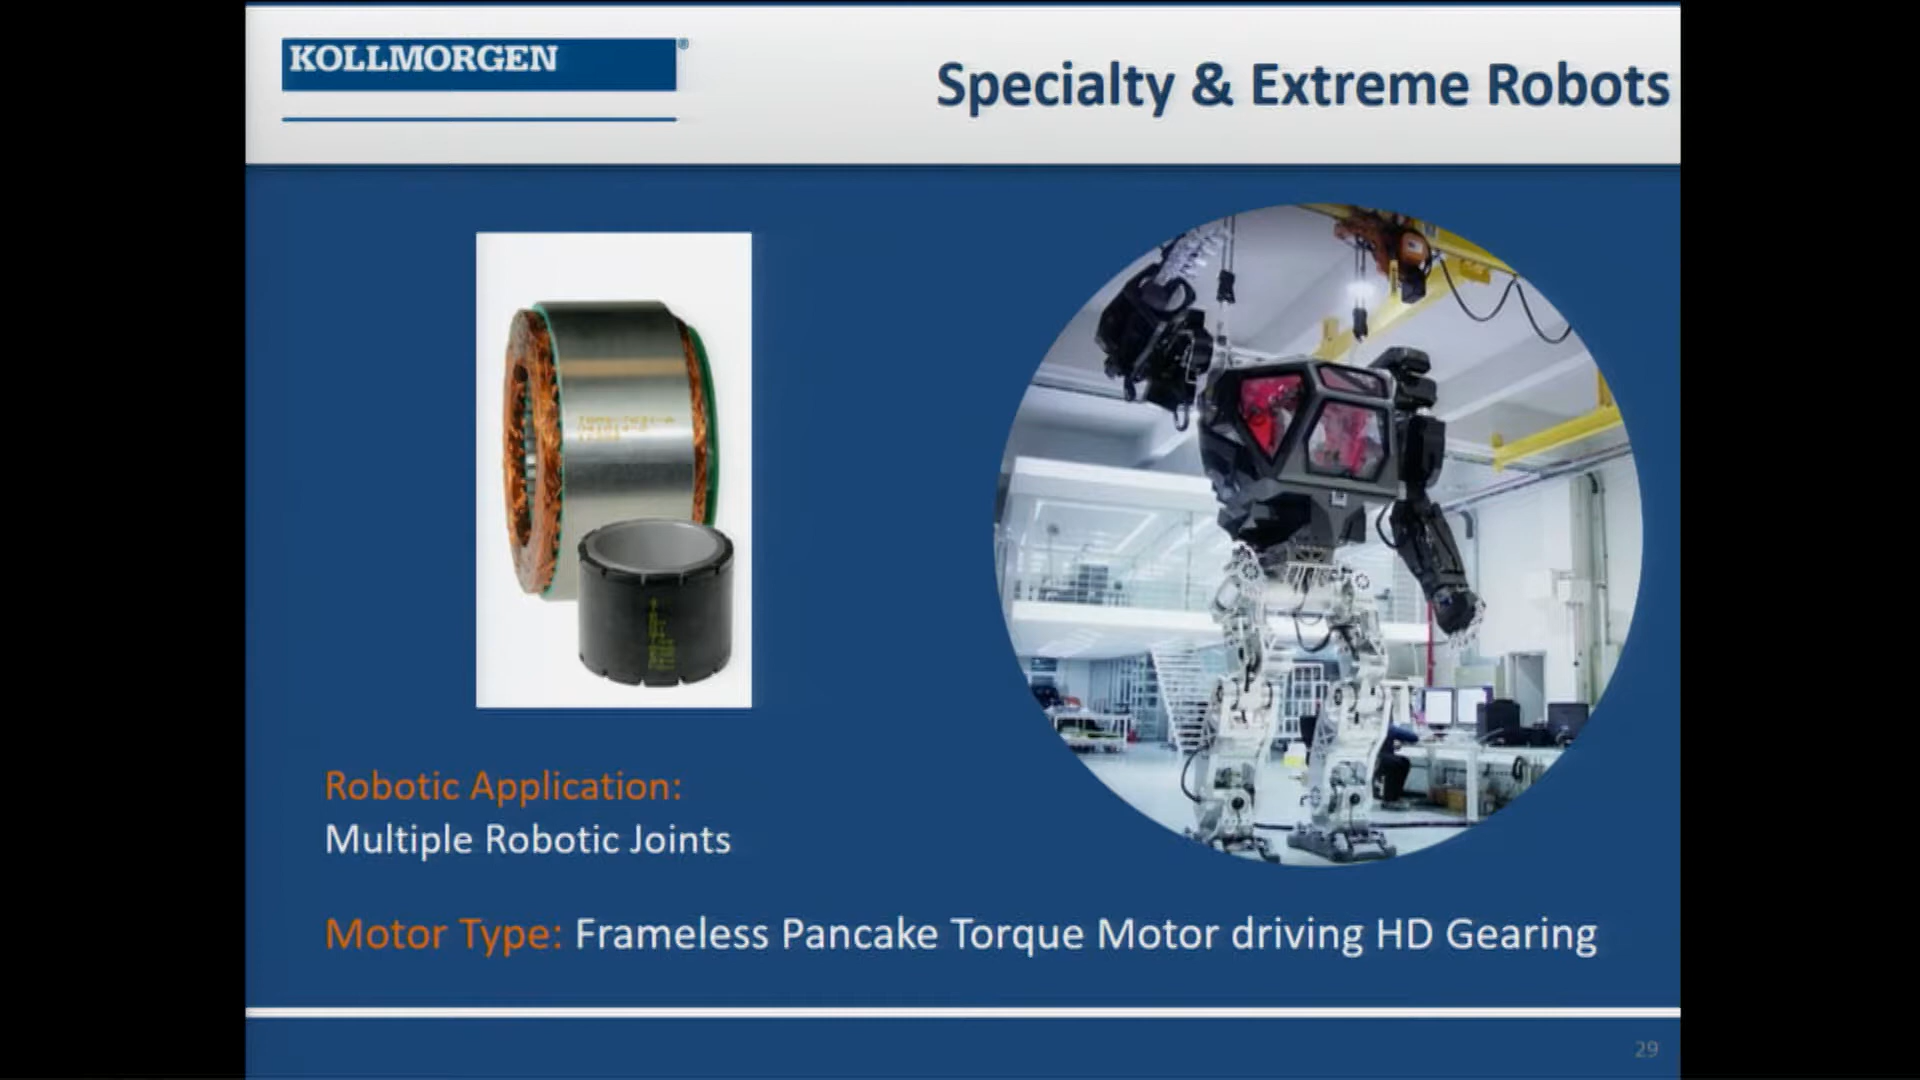 KOLLMORGEN®
Specialty & Extreme Robots
Robotic Application:
Multiple Robotic Joints
Motor Type: Frameless Pancake Torque Motor driving HD Gearing
29